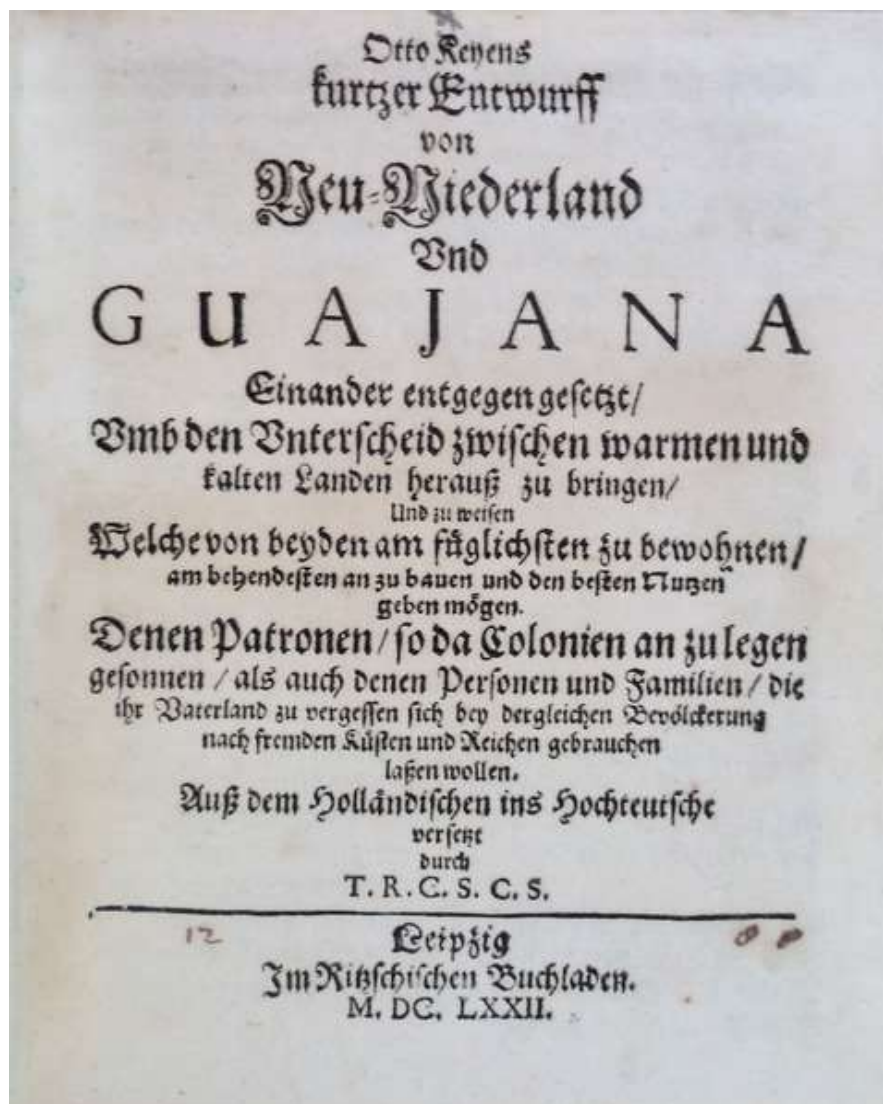 Otto Keyens
kurtzer Entwurff
von
Neu-Niederland
Vnd
GUAJANA
Einander entgegen gesetzt/
Vmb den Vnterscheid zwischen warmen und
kalten Landen herauß zu bringen/
Und zu weisen
Welche von beyden am füglichsten zu bewohnen/
am behendesten an zu bauen und den besten Nutzen
geben mögen.
Denen Patronen/ so da Colonien an zu legen
gesonnen/ als auch denen Personen und Familien/ die
ihr Vaterland zu vergessen sich bey dergleichen Bevölckerung
nach fremden Küsten und Reichen gebrauchen
laßen wollen.
Auß dem Holländischen ins Hochteutsche
versetzt
durch
T. R. C. S. C. S.
12
Leipzig
Im Ritzschischen Buchladen.
M. DC. LXXII.